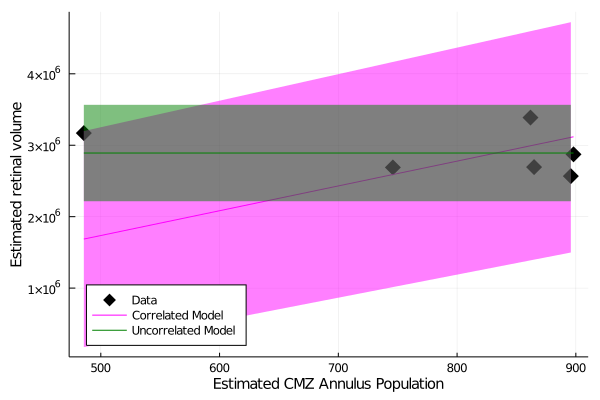 Estimated retinal volume
4×10⁶
3×10⁶
2×10⁶
1×10⁶
Data
Correlated Model
Uncorrelated Model
500 600 700 800 900
Estimated CMZ Annulus Population